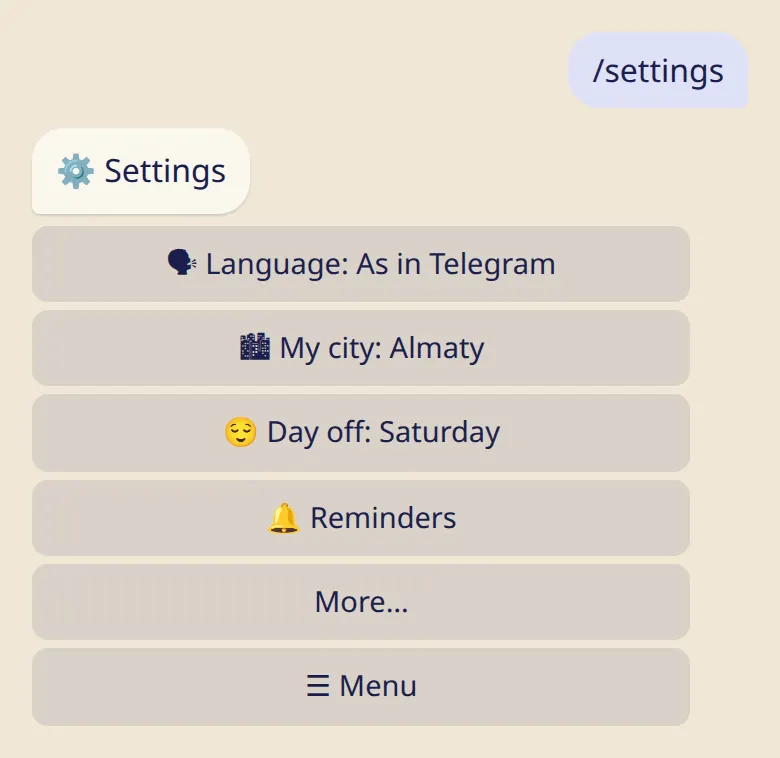 /settings
⚙️ Settings
🗣 Language: As in Telegram
🏙 My city: Almaty
😌 Day off: Saturday
🔔 Reminders
More...
☰ Menu